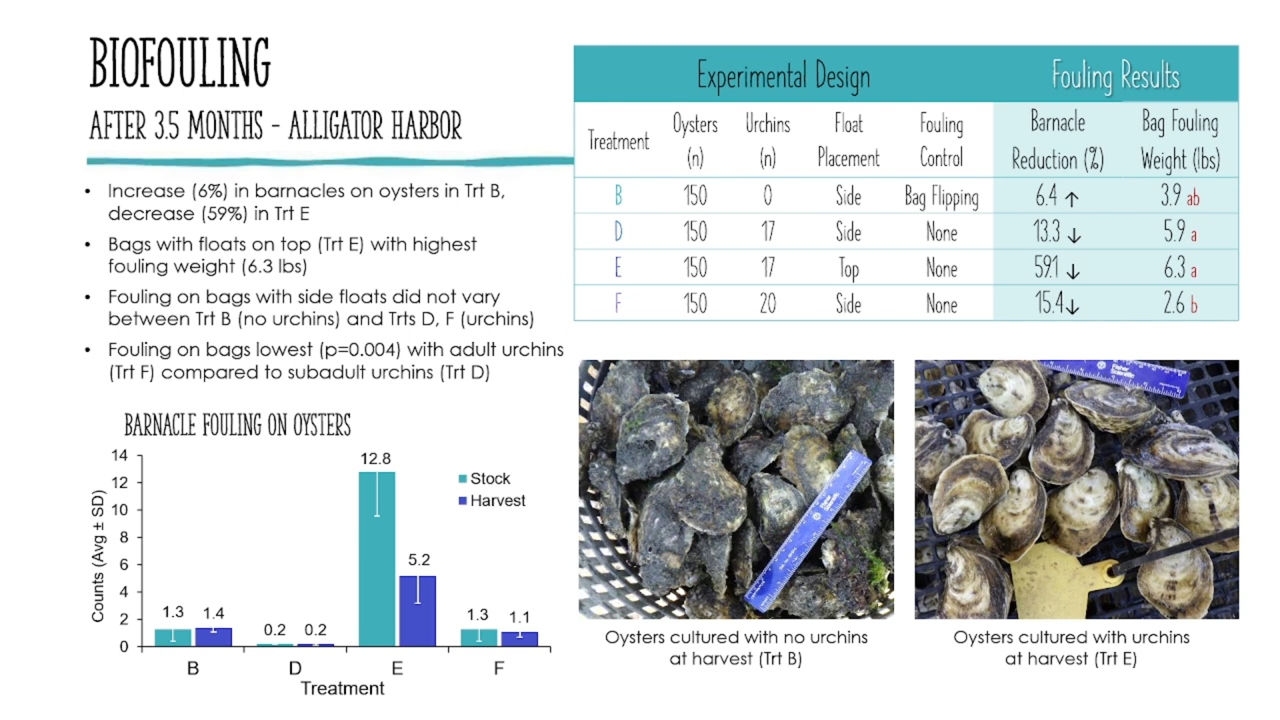 BIOFOULING
AFTER 3.5 MONTHS - ALLIGATOR HARBOR
• Increase (6%) in barnacles on oysters in Trt B,
decrease (59%) in Trt E
• Bags with floats on top (Trt E) with highest
fouling weight (6.3 lbs)
• Fouling on bags with side floats did not vary
between Trt B (no urchins) and Trts D, F (urchins)
• Fouling on bags lowest (p=0.004) with adult urchins
(Trt F) compared to subadult urchins (Trt D)
Experimental Design Fouling Results
Treatment Oysters (n) Urchins (n) Float Placement Fouling Control Barnacle Reduction (%) Bag Fouling Weight (lbs)
B 150 0 Side Bag Flipping 6.4 ↑ 3.9 ab
D 150 17 Side None 13.3 ↓ 5.9 a
E 150 17 Top None 59.1 ↓ 6.3 a
F 150 20 Side None 15.4 ↓ 2.6 b
BARNACLE FOULING ON OYSTERS
Counts (Avg ± SD)
14
12
10
8
6
4
2
0
1.3 1.4 0.2 0.2 12.8 5.2 1.3 1.1
Stock
Harvest
B D E F
Treatment
Fisher
Scientific
Oysters cultured with no urchins
at harvest (Trt B)
Fisher
Scientific
Oysters cultured with urchins
at harvest (Trt E)